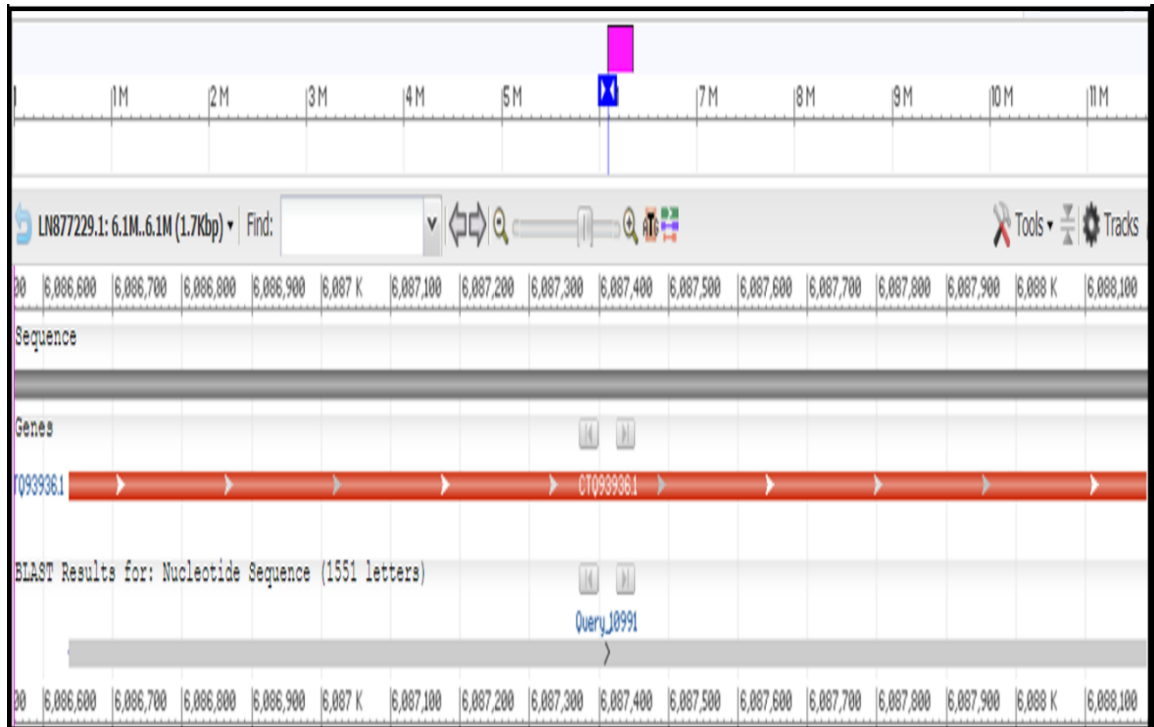 |1M |2M |3M |4M |5M |7M |8M |9M |10M |11M
LN877229.1: 6.1M..6.1M (1.7Kbp) Find: Tools Tracks
00 |6,086,600 |6,086,700 |6,086,800 |6,086,900 |6,087 K |6,087,100 |6,087,200 |6,087,300 |6,087,400 |6,087,500 |6,087,600 |6,087,700 |6,087,800 |6,087,900 |6,088 K |6,088,100
Sequence
Genes
TQ93936.1 CTQ93936.1
BLAST Results for: Nucleotide Sequence (1551 letters)
Query_10991
00 |6,086,600 |6,086,700 |6,086,800 |6,086,900 |6,087 K |6,087,100 |6,087,200 |6,087,300 |6,087,400 |6,087,500 |6,087,600 |6,087,700 |6,087,800 |6,087,900 |6,088 K |6,088,100